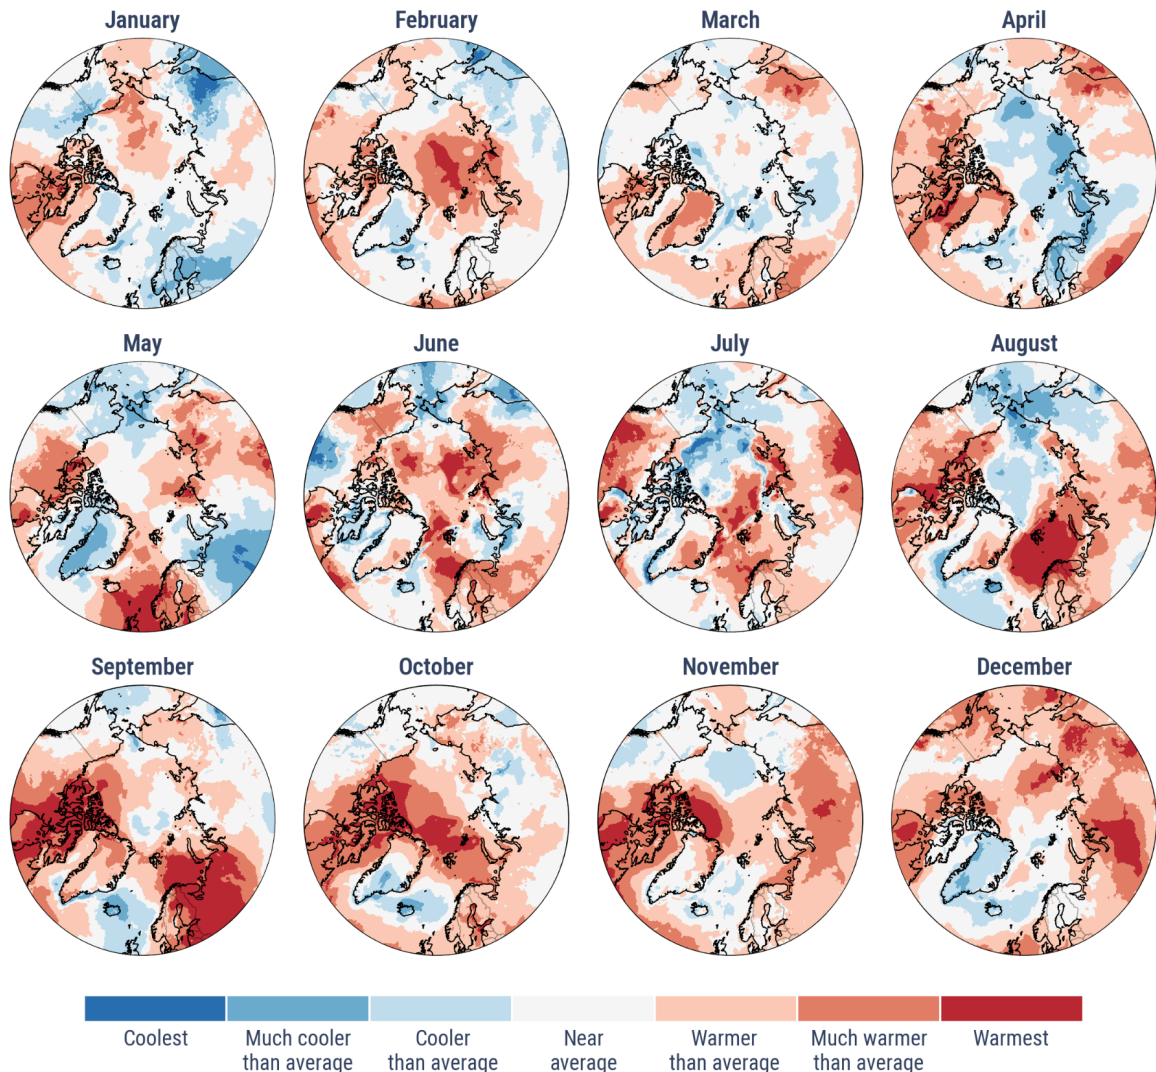 January
February
March
April
May
June
July
August
September
October
November
December
Coolest
Much cooler
than average
Cooler
than average
Near
average
Warmer
than average
Much warmer
than average
Warmest